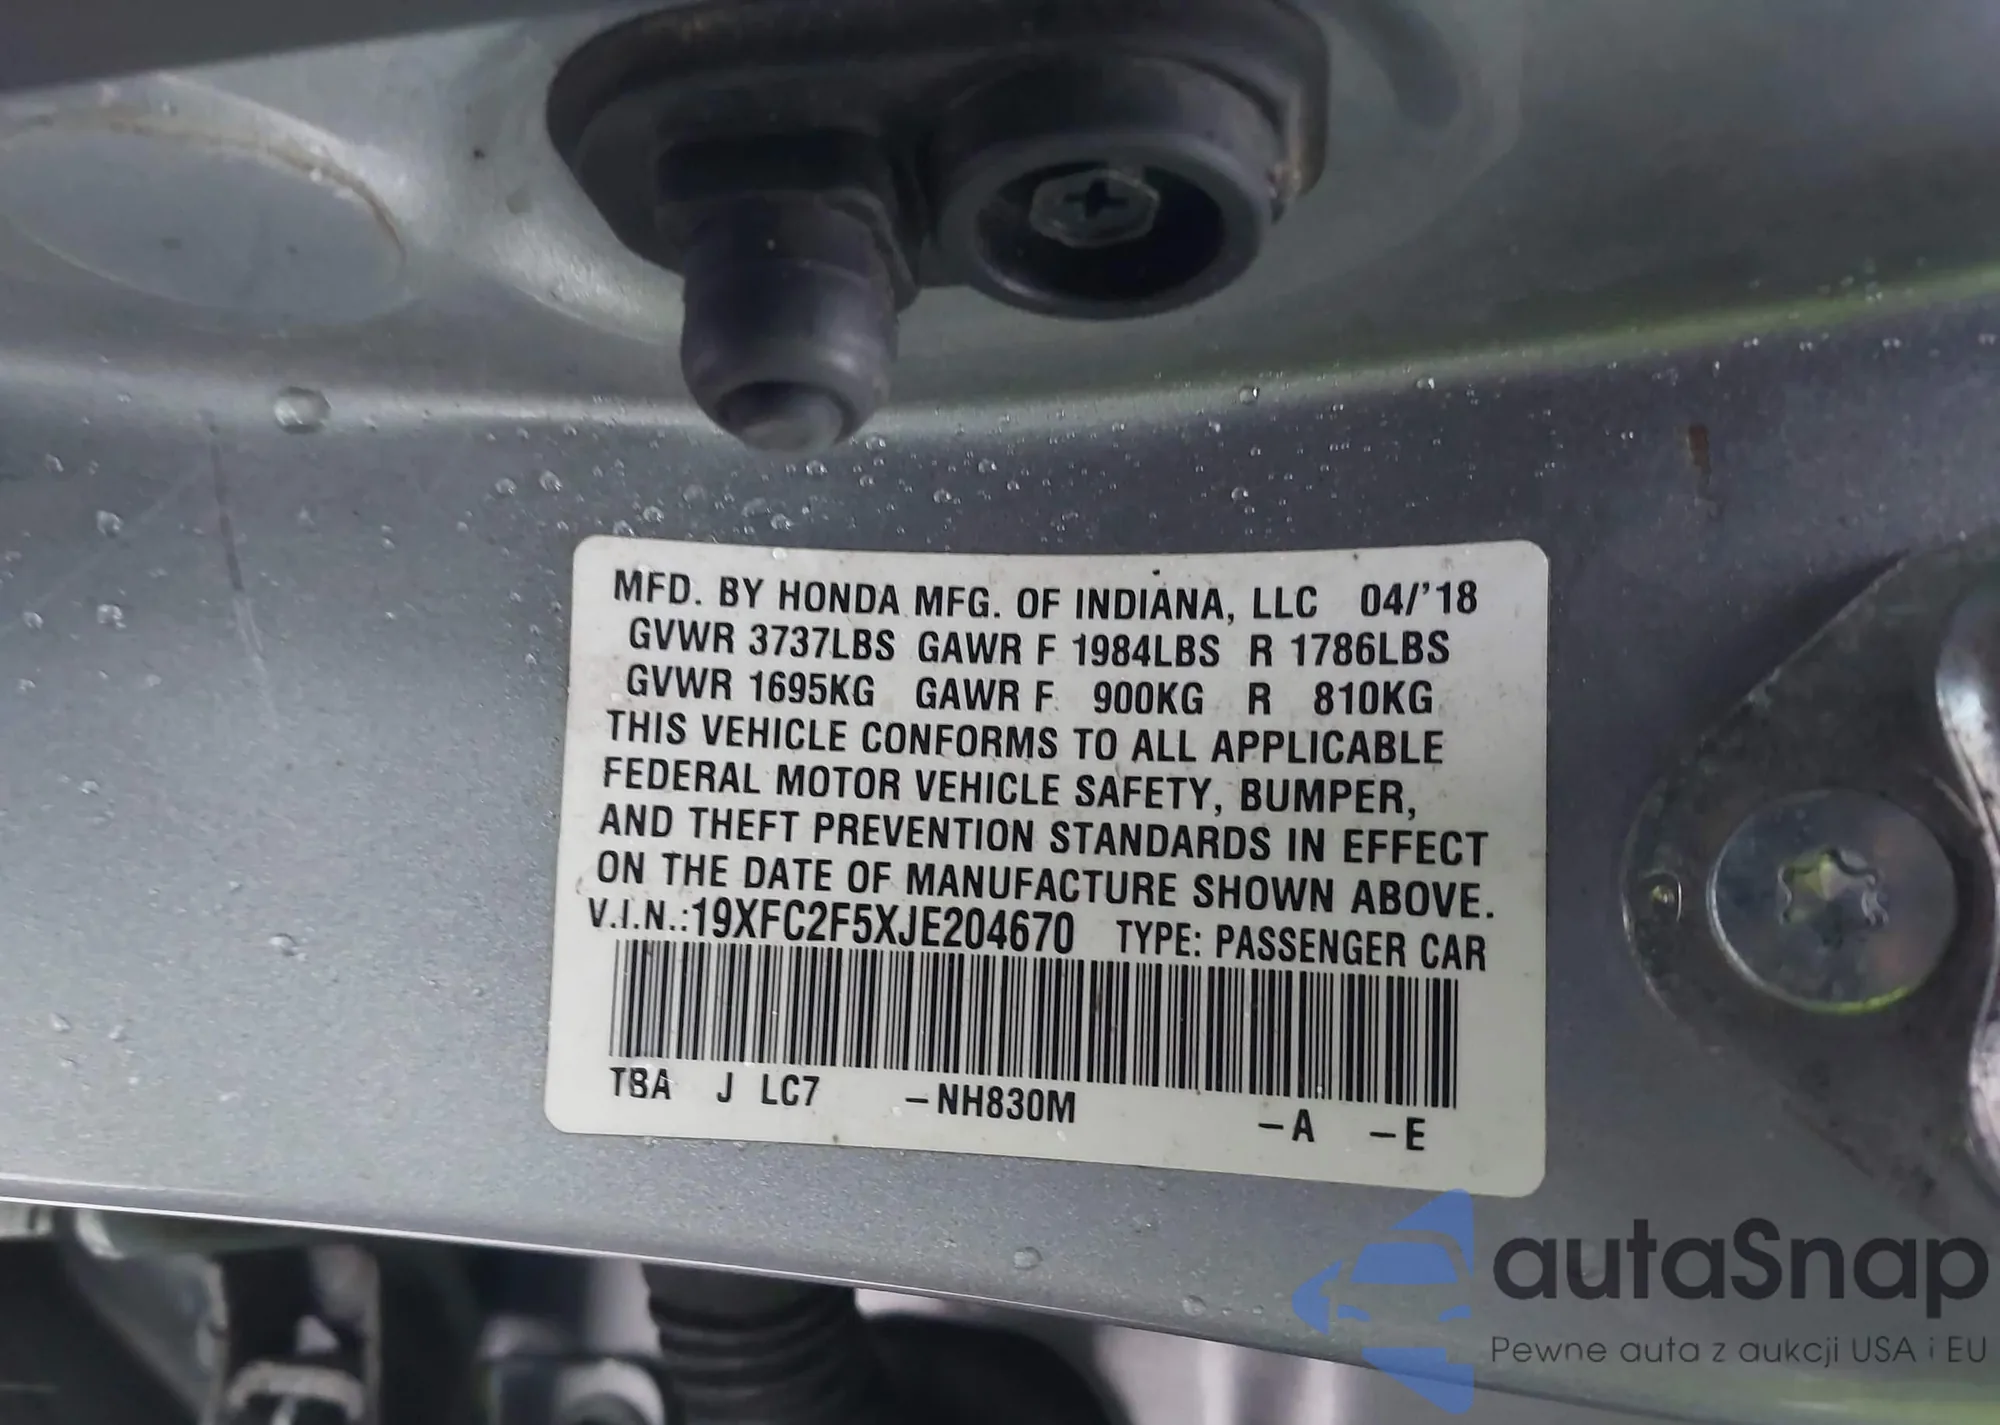 MFD. BY HONDA MFG. OF INDIANA, LLC 04/'18
GVWR 3737LBS GAWR F 1984LBS R 1786LBS
GVWR 1695KG GAWR F 900KG R 810KG
THIS VEHICLE CONFORMS TO ALL APPLICABLE
FEDERAL MOTOR VEHICLE SAFETY, BUMPER,
AND THEFT PREVENTION STANDARDS IN EFFECT
ON THE DATE OF MANUFACTURE SHOWN ABOVE.
V.I.N.:19XFC2F5XJE204670 TYPE: PASSENGER CAR
TBA J LC7 -NH830M -A -E
autaSnap
Pewne auta z aukcji USA i EU